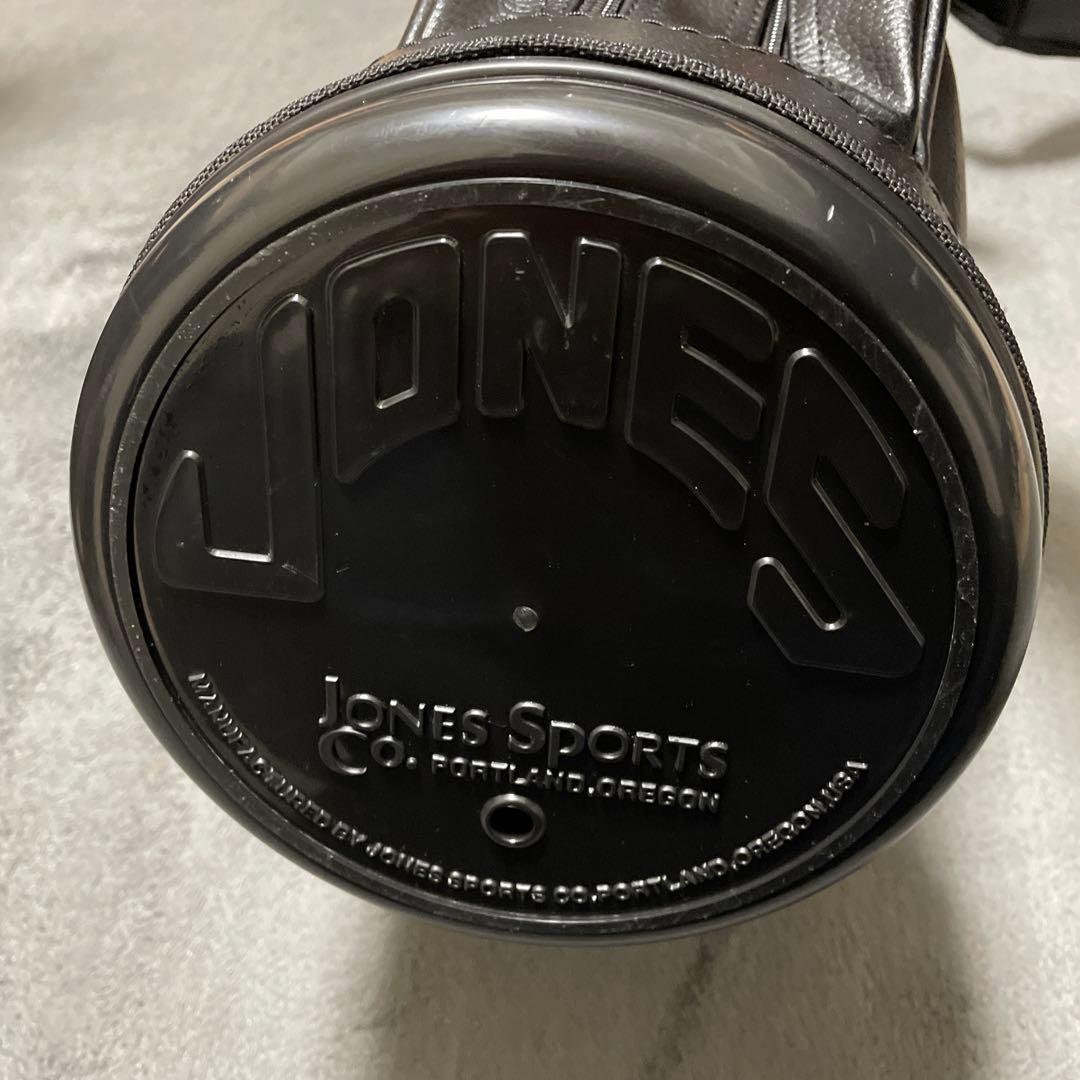 JONES
JONES SPORTS
CO. PORTLAND, OREGON
MANUFACTURED BY JONES SPORTS CO. PORTLAND, OREGON, USA